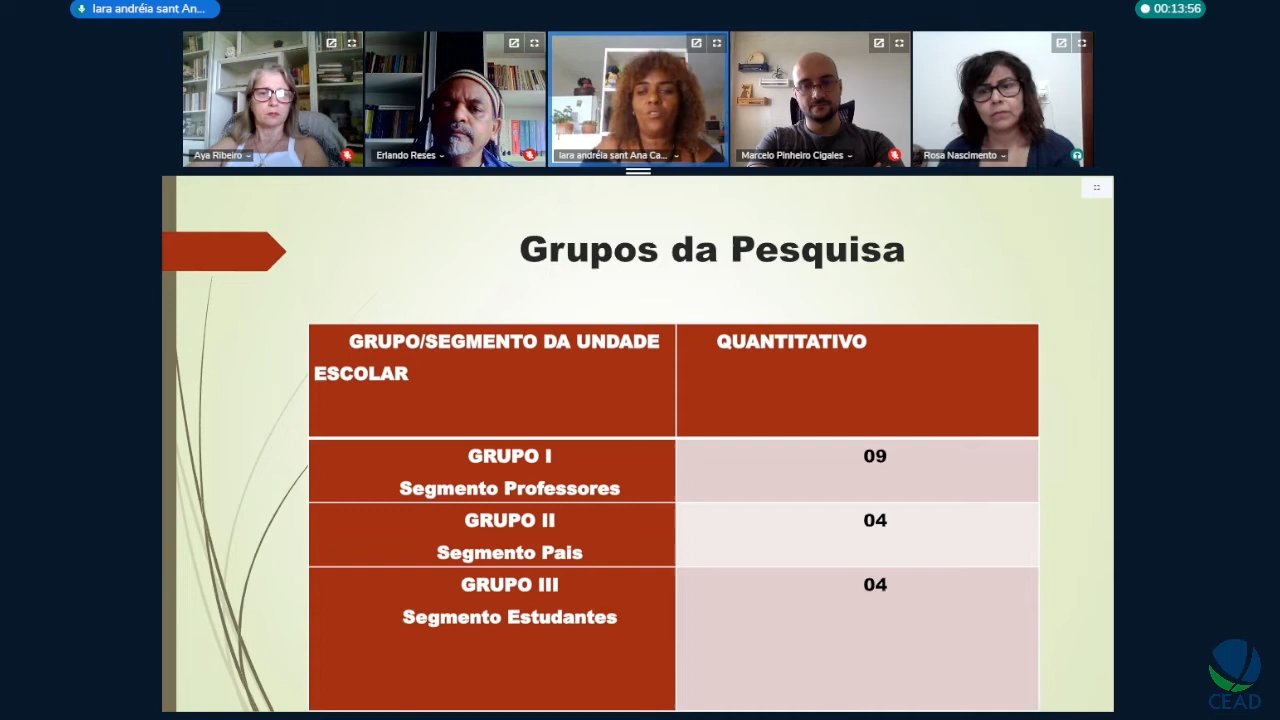 Iara andréia sant An...
00:13:56
Aya Ribeiro
Erlando Reses
Iara andréia sant Ana Ca...
Marcelo Pinheiro Cigales
Rosa Nascimento
Grupos da Pesquisa
GRUPO/SEGMENTO DA UNDADE
ESCOLAR
QUANTITATIVO
GRUPO I
Segmento Professores
09
GRUPO II
Segmento Pais
04
GRUPO III
Segmento Estudantes
04
CEAD